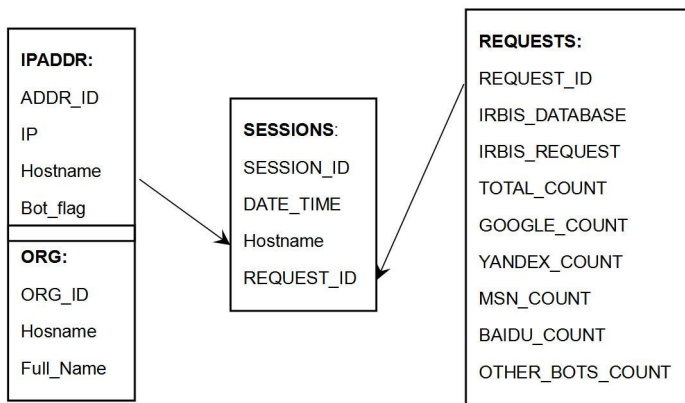 IPADDR:
ADDR_ID
IP
Hostname
Bot_flag
ORG:
ORG_ID
Hosname
Full_Name
SESSIONS:
SESSION_ID
DATE_TIME
Hostname
REQUEST_ID
REQUESTS:
REQUEST_ID
IRBIS_DATABASE
IRBIS_REQUEST
TOTAL_COUNT
GOOGLE_COUNT
YANDEX_COUNT
MSN_COUNT
BAIDU_COUNT
OTHER_BOTS_COUNT